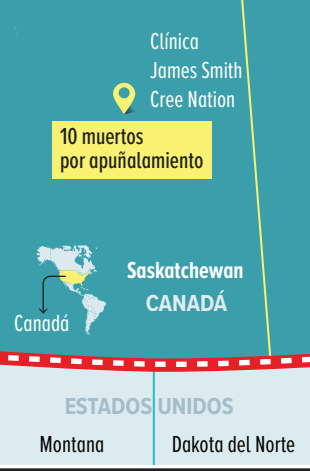 Clínica
James Smith
Cree Nation
10 muertos
por apuñalamiento
Saskatchewan
CANADÁ
Canadá
ESTADOS UNIDOS
Montana
Dakota del Norte